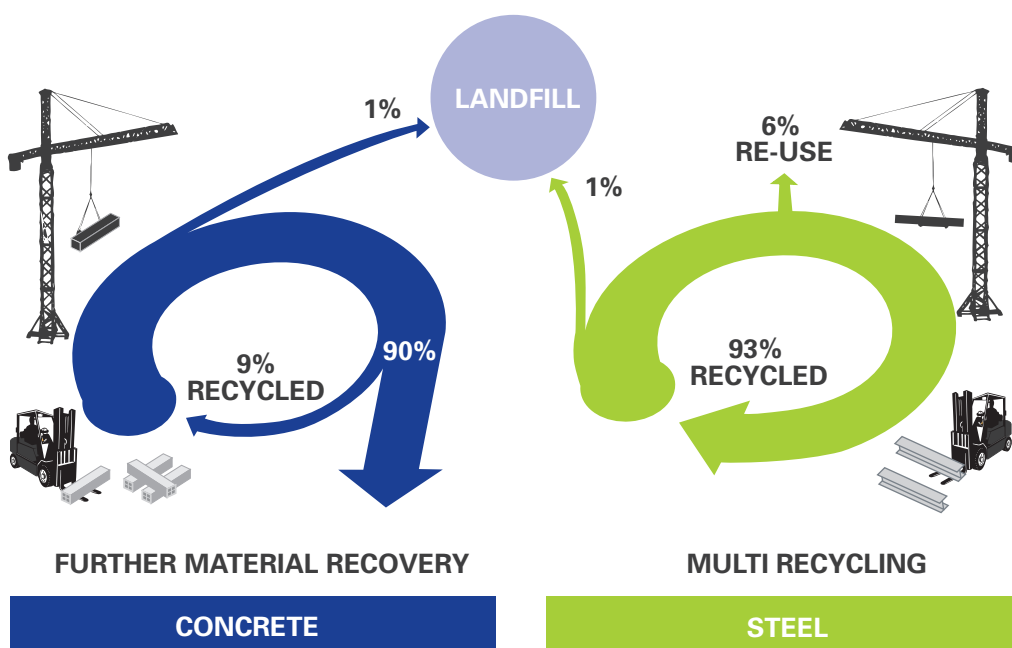 LANDFILL
1%
6%
RE-USE
1%
9%
RECYCLED
90%
93%
RECYCLED
FURTHER MATERIAL RECOVERY
MULTI RECYCLING
CONCRETE
STEEL